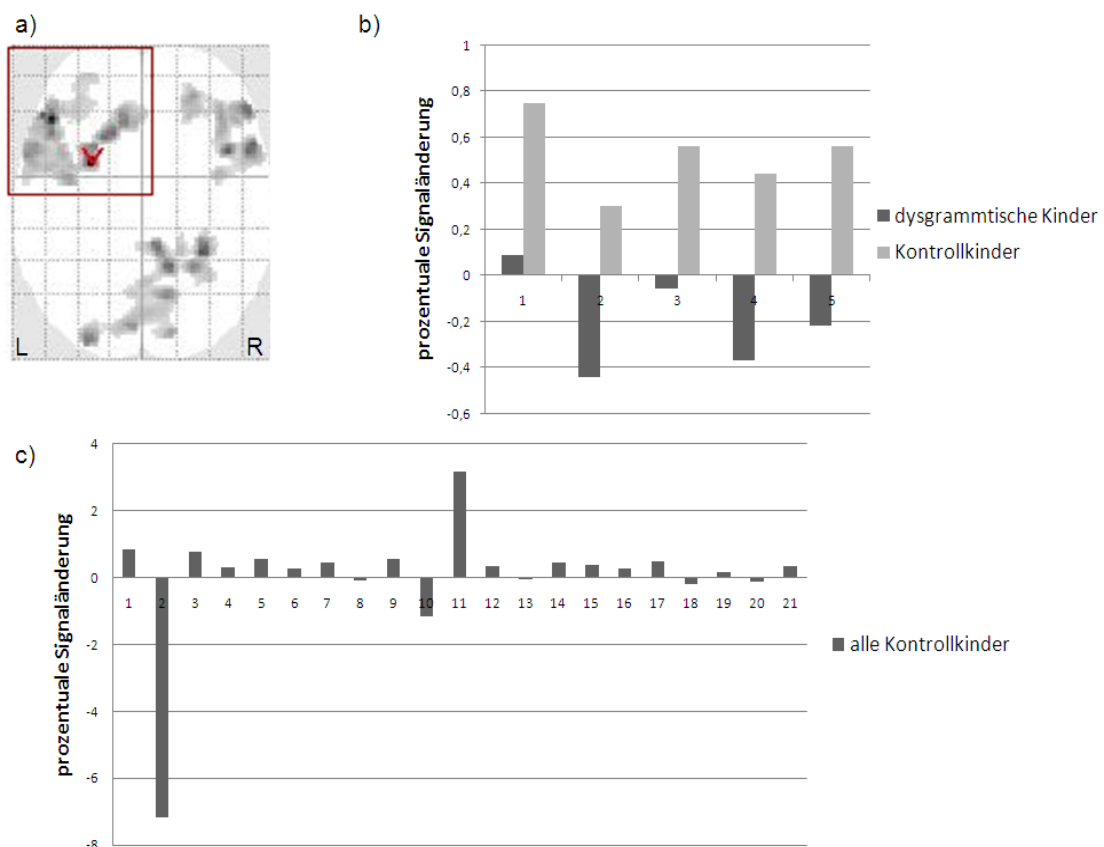 a)
L
R
b)
prozentuale Signaländerung
1
0,8
0,6
0,4
0,2
0
-0,2
-0,4
-0,6
1 2 3 4 5
dysgrammtische Kinder
Kontrollkinder
c)
prozentuale Signaländerung
4
2
0
-2
-4
-6
-8
1 2 3 4 5 6 7 8 9 10 11 12 13 14 15 16 17 18 19 20 21
alle Kontrollkinder